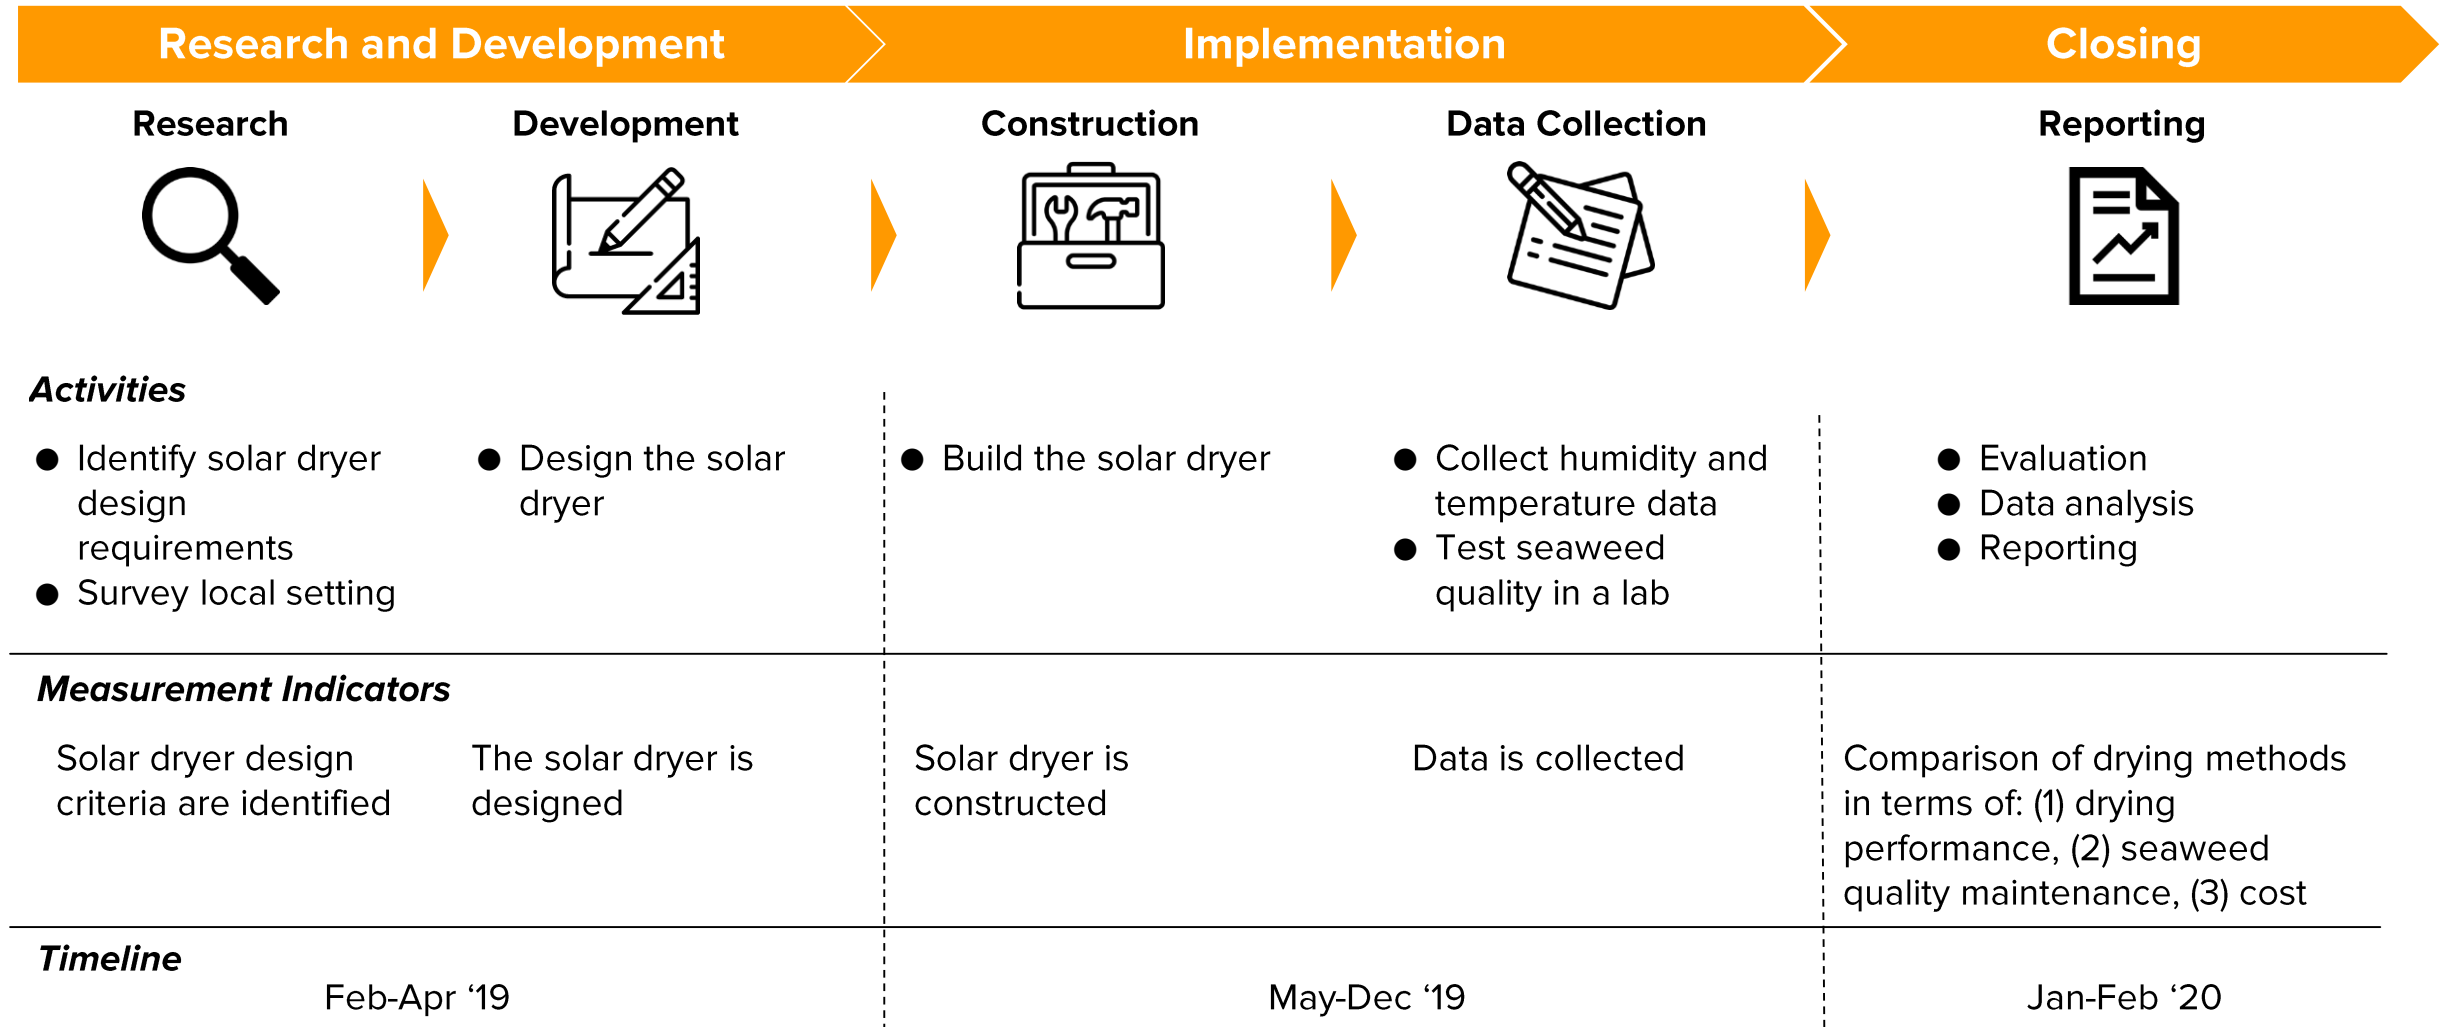 Research and Development
Implementation
Closing
Research
Development
Construction
Data Collection
Reporting
Activities
● Identify solar dryer
design
requirements
● Survey local setting
● Design the solar
dryer
● Build the solar dryer
● Collect humidity and
temperature data
● Test seaweed
quality in a lab
● Evaluation
● Data analysis
● Reporting
Measurement Indicators
Solar dryer design
criteria are identified
The solar dryer is
designed
Solar dryer is
constructed
Data is collected
Comparison of drying methods
in terms of: (1) drying
performance, (2) seaweed
quality maintenance, (3) cost
Timeline
Feb-Apr ‘19
May-Dec ‘19
Jan-Feb ‘20